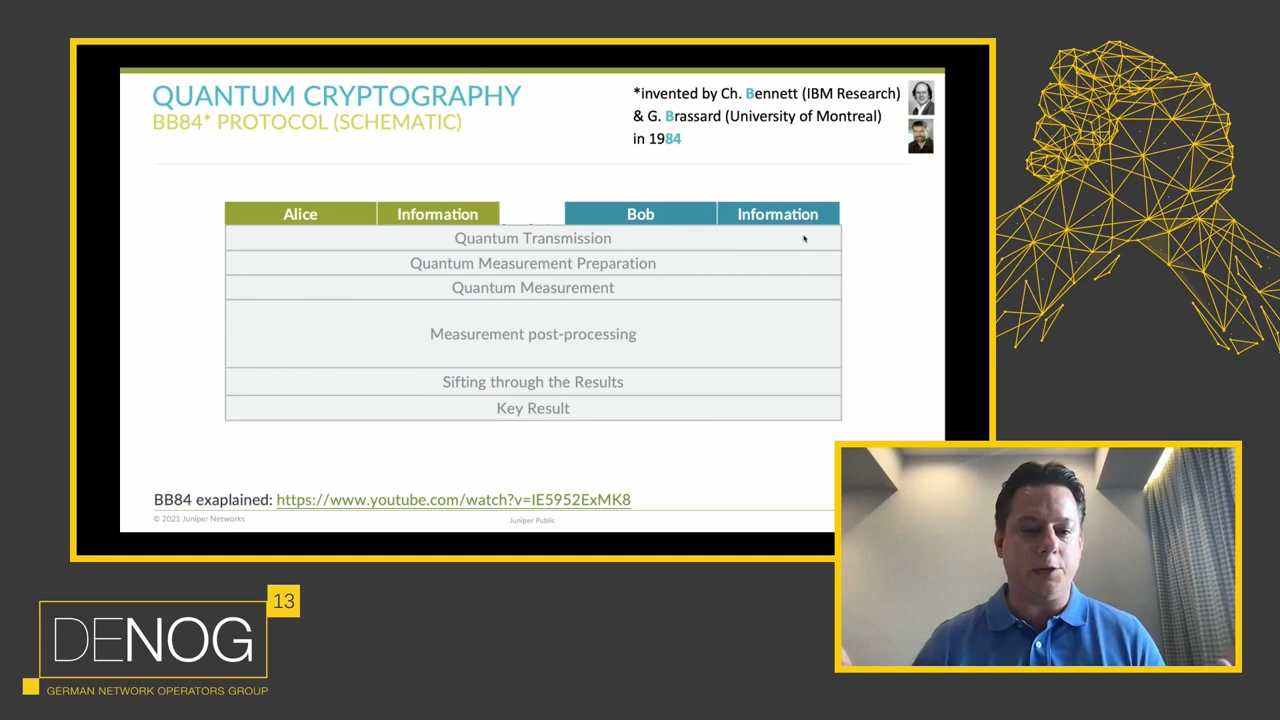 QUANTUM CRYPTOGRAPHY
BB84* PROTOCOL (SCHEMATIC)
*invented by Ch. Bennett (IBM Research)
& G. Brassard (University of Montreal)
in 1984
Alice Information Bob Information
Quantum Transmission
Quantum Measurement Preparation
Quantum Measurement
Measurement post-processing
Sifting through the Results
Key Result
BB84 exaplained: https://www.youtube.com/watch?v=IE5952ExMK8
© 2021 Juniper Networks
Juniper Public
13
DENOG
GERMAN NETWORK OPERATORS GROUP